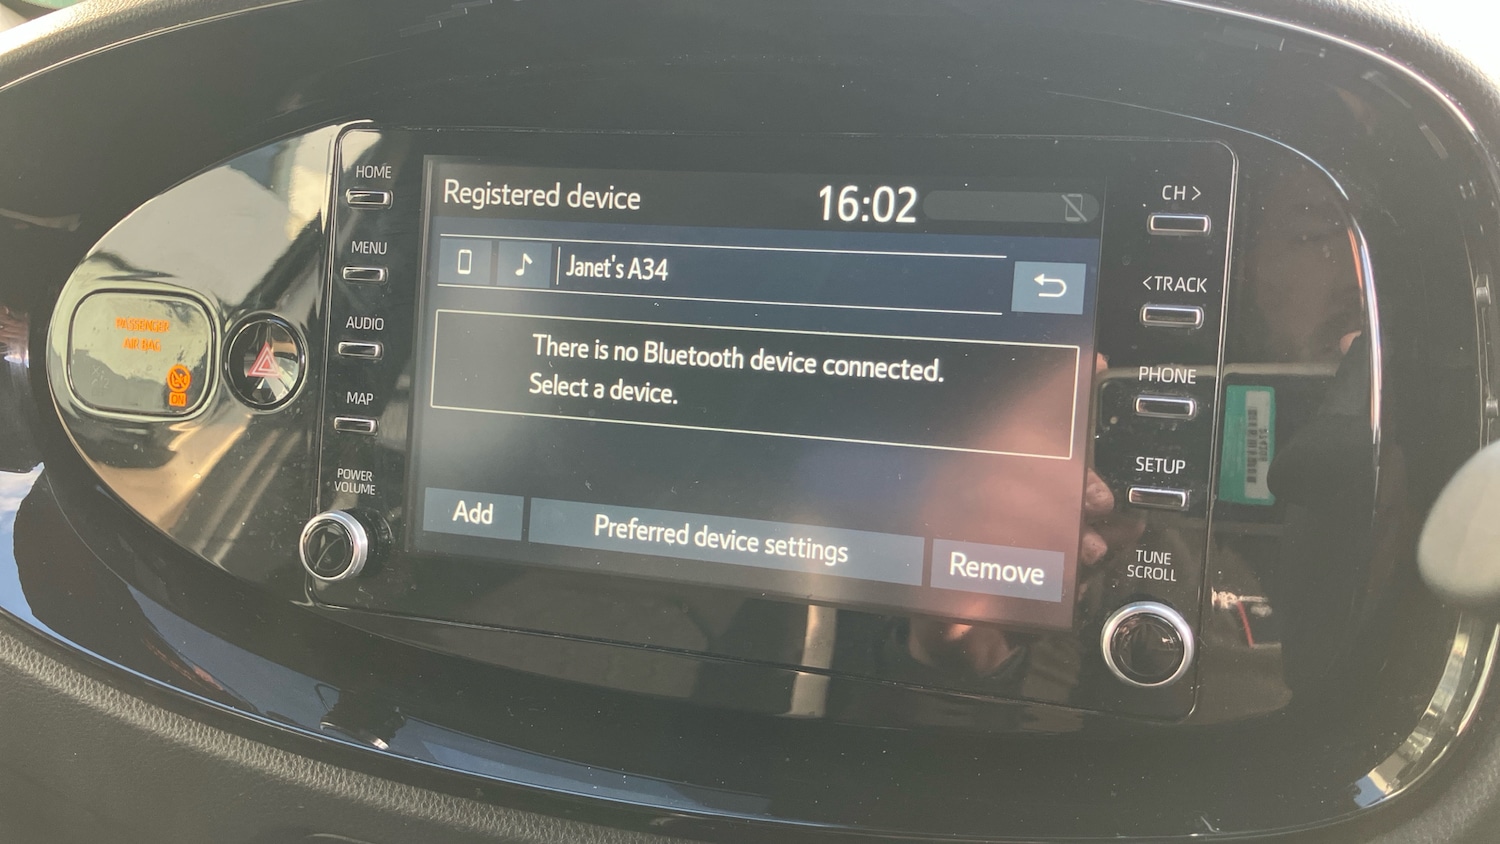 HOME
MENU
AUDIO
MAP
POWER
VOLUME
PASSENGER
AIR BAG
ON
Registered device
16:02
Janet's A34
There is no Bluetooth device connected.
Select a device.
Add
Preferred device settings
Remove
CH >
< TRACK
PHONE
SETUP
TUNE
SCROLL